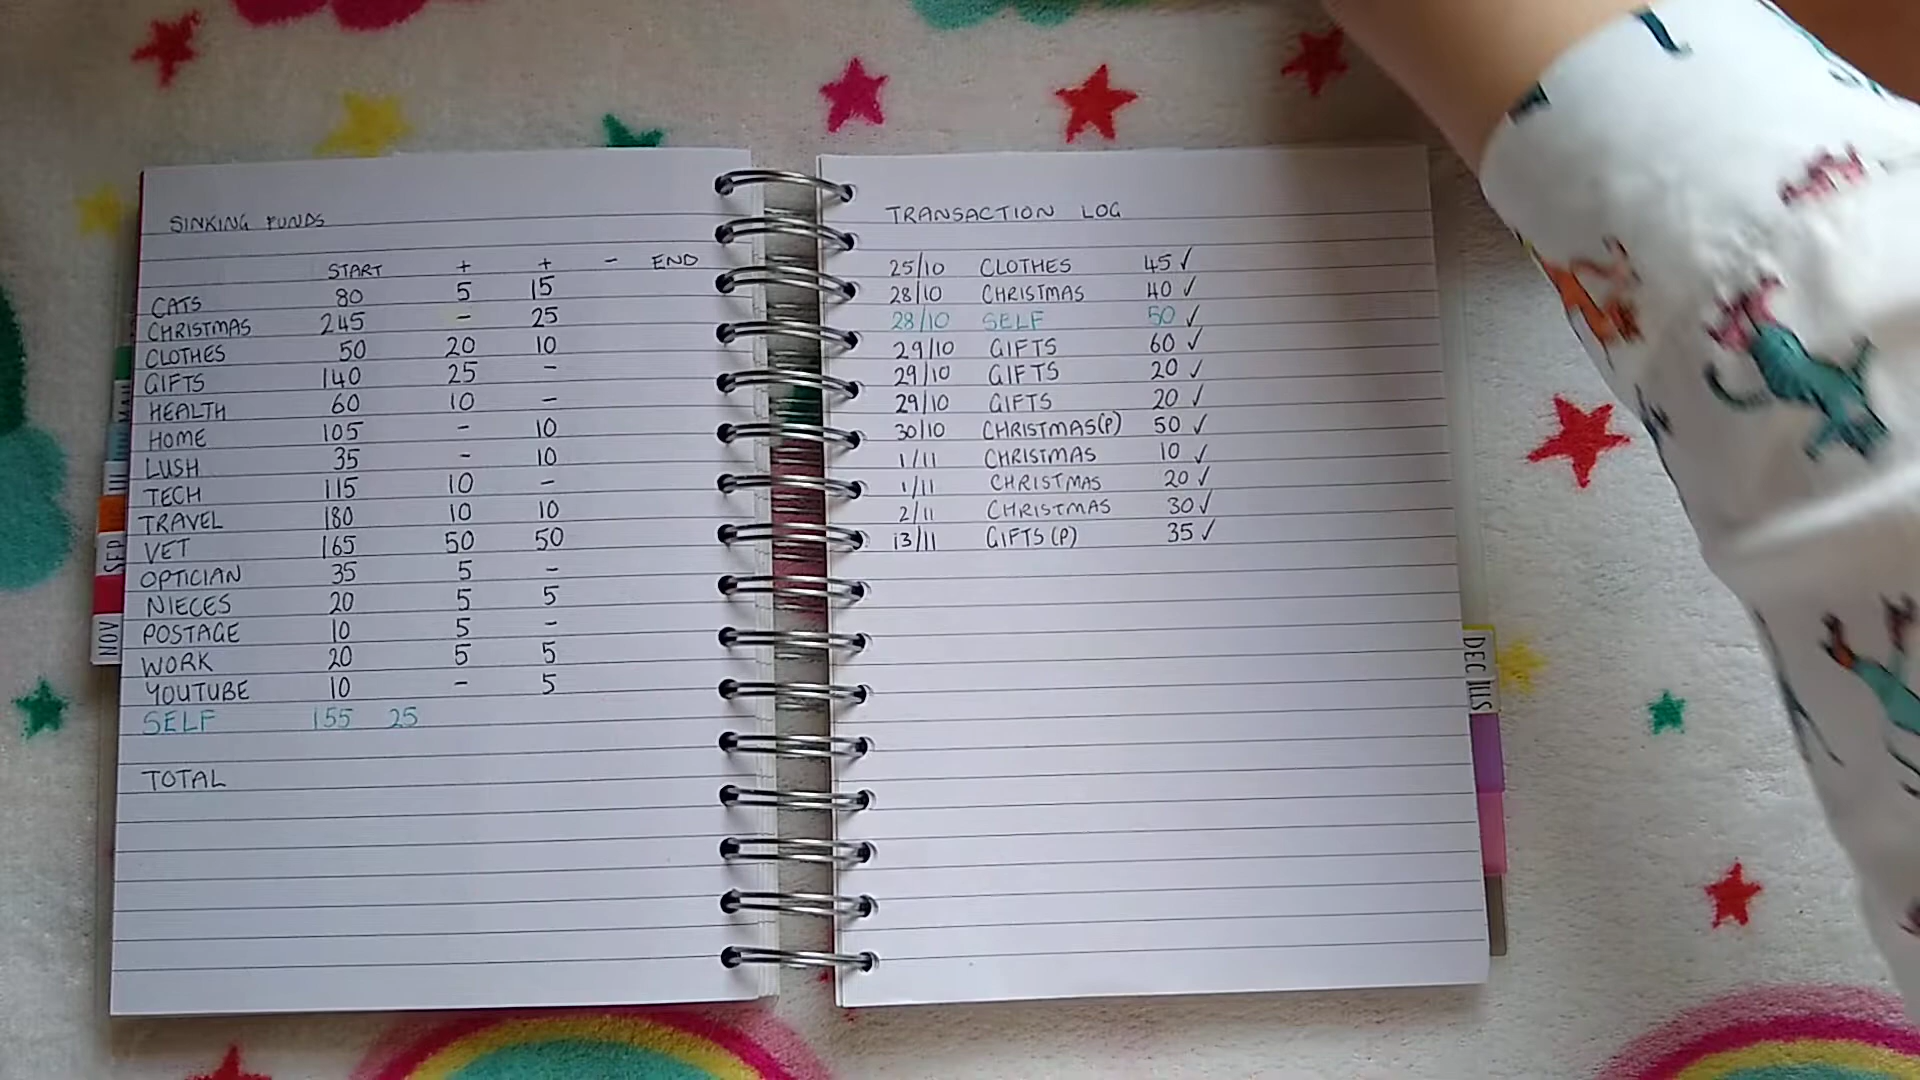 SINKING FUNDS
START + + - END
CATS 80 5 15
CHRISTMAS 245 - 25
CLOTHES 50 20 10
GIFTS 140 25 -
HEALTH 60 10 -
HOME 105 - 10
LUSH 35 - 10
TECH 115 10 -
TRAVEL 180 10 10
VET 165 50 50
OPTICIAN 35 5 -
NIECES 20 5 5
POSTAGE 10 5 -
WORK 20 5 5
YOUTUBE 10 - 5
SELF 155 25
TOTAL
TRANSACTION LOG
25/10 CLOTHES 45 ✓
28/10 CHRISTMAS 40 ✓
28/10 SELF 50 ✓
29/10 GIFTS 60 ✓
29/10 GIFTS 20 ✓
29/10 GIFTS 20 ✓
30/10 CHRISTMAS(P) 50 ✓
1/11 CHRISTMAS 10 ✓
1/11 CHRISTMAS 20 ✓
2/11 CHRISTMAS 30 ✓
13/11 GIFTS (P) 35 ✓
SEP
NOV
DEC